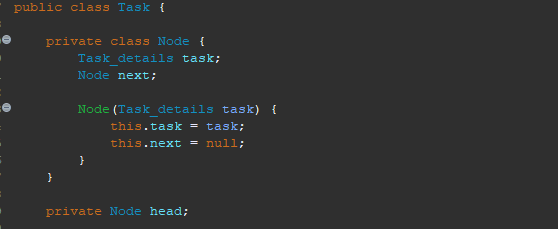 public class Task {
private class Node {
Task_details task;
Node next;
Node(Task_details task) {
this.task = task;
this.next = null;
}
}
private Node head;